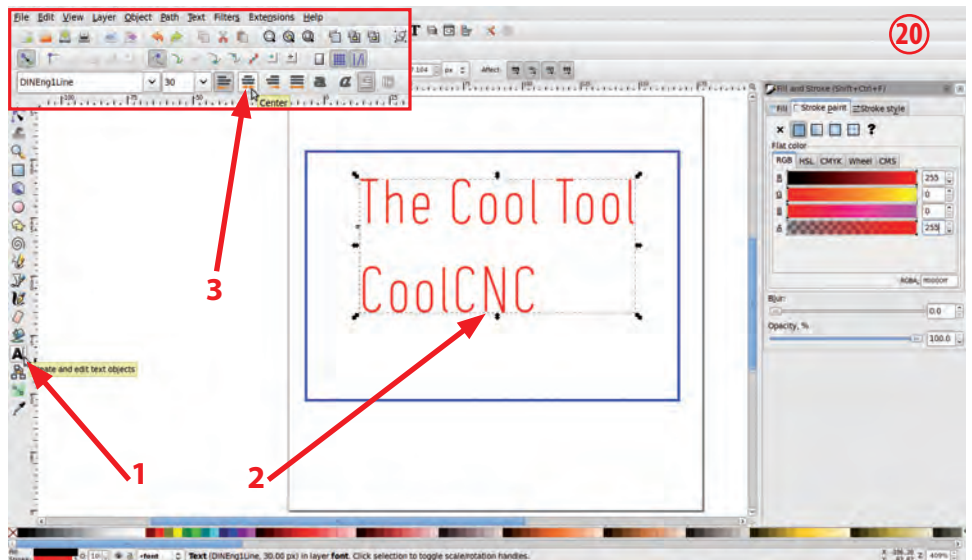 File Edit View Layer Object Path Text Filters Extensions Help
20
DINEng1Line 30
Center
Affect:
Fill and Stroke (Shift+Ctrl+F)
Fill Stroke paint Stroke style
?
Flat color
RGB HSL CMYK Wheel CMS
R 255
G 0
B 0
A 255
RGBA:
Blur:
0.0
Opacity, %
100.0
The Cool Tool
CoolCNC
3
A
create and edit text objects
1
2
font Text (DINEng1Line, 30.00 px) in layer font. Click selection to toggle scale/rotation handles.
Z 409%